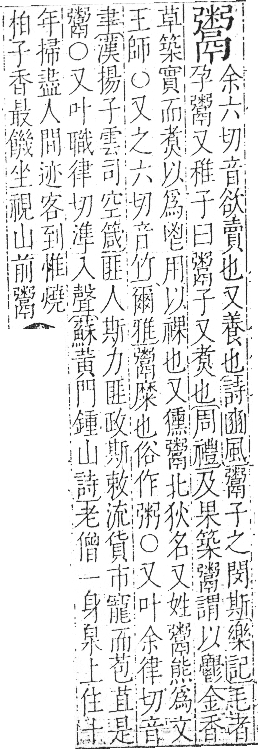 鬻
余六切音欲賣也又養也詩豳風鬻子之閔斯樂記毛者
孕鬻又稚子曰鬻子又煑也周禮及果築鬻謂以鬱金香
草築實而煑以爲鬯用以祼也又獯鬻北狄名又姓鬻熊爲文
王師○又之六切音竹爾雅鬻糜也俗作粥○又叶余律切音
聿漢揚子雲司空箴匪人斯力匪政斯敕流貨市寵而苞苴是
鬻○又叶職律切準入聲蘇黄門鍾山詩老僧一身泉上住十
年掃盡人間迹客到惟燒
柏子香最饑坐視山前鬻